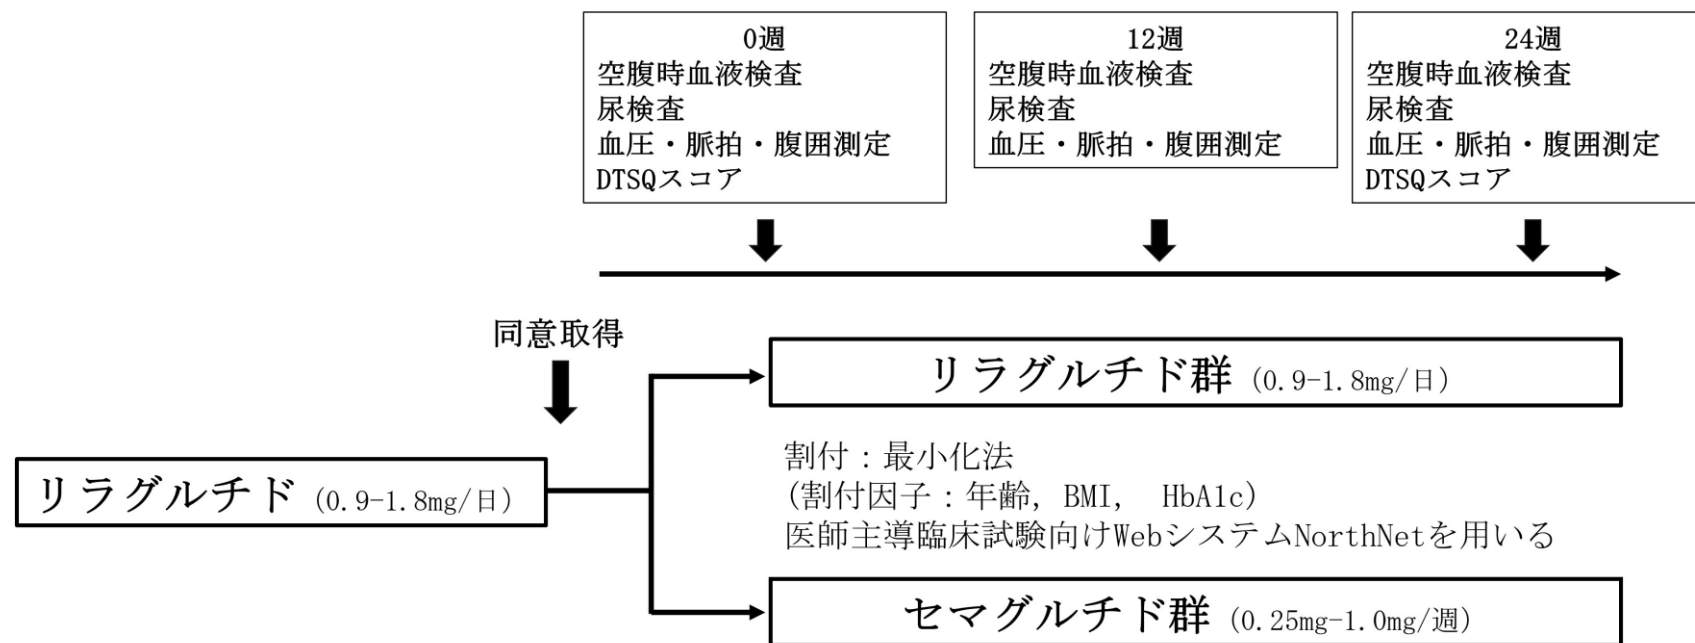 0週
空腹時血液検査
尿検査
血圧・脈拍・腹囲測定
DTSQスコア
12週
空腹時血液検査
尿検査
血圧・脈拍・腹囲測定
24週
空腹時血液検査
尿検査
血圧・脈拍・腹囲測定
DTSQスコア
同意取得
リラグルチド (0.9-1.8mg/日)
リラグルチド群 (0.9-1.8mg/日)
割付：最小化法
(割付因子：年齢, BMI, HbA1c)
医師主導臨床試験向けWebシステムNorthNetを用いる
セマグルチド群 (0.25mg-1.0mg/週)